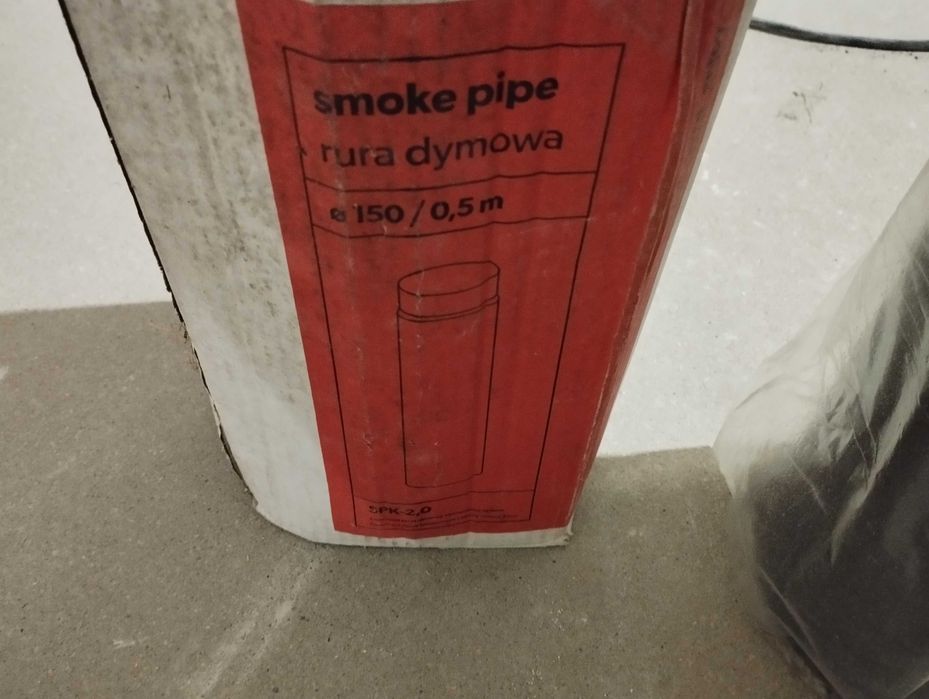 smoke pipe
rura dymowa
ø 150 / 0,5 m
SPK-2,0